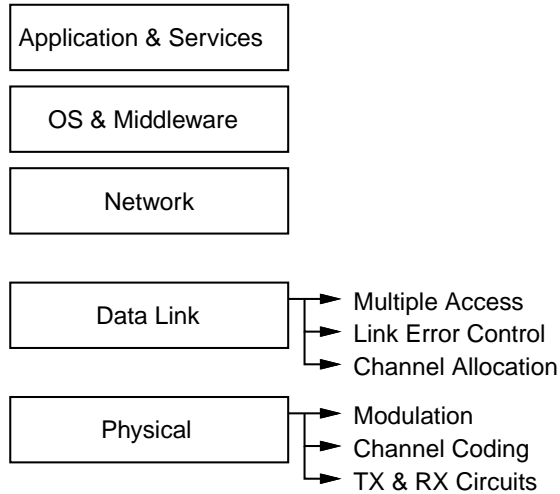 Application & Services
OS & Middleware
Network
Data Link
Multiple Access
Link Error Control
Channel Allocation
Physical
Modulation
Channel Coding
TX & RX Circuits